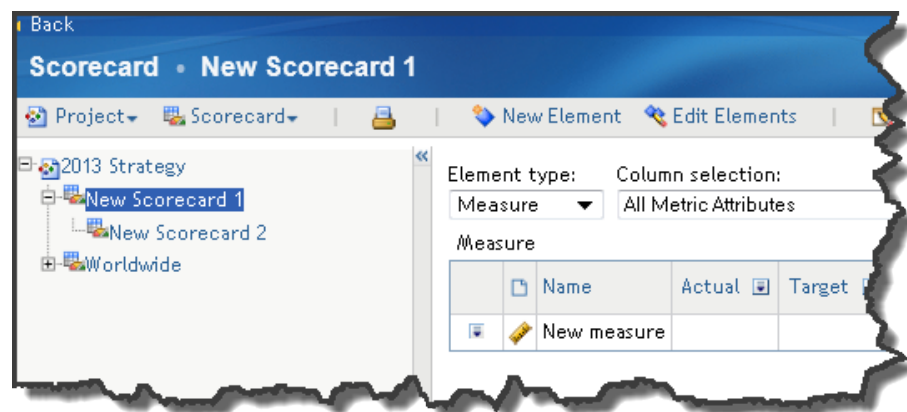 Back
Scorecard • New Scorecard 1
Project Scorecard New Element Edit Elements
2013 Strategy
New Scorecard 1
New Scorecard 2
Worldwide
Element type: Column selection:
Measure All Metric Attributes
Measure
Name Actual Target
New measure